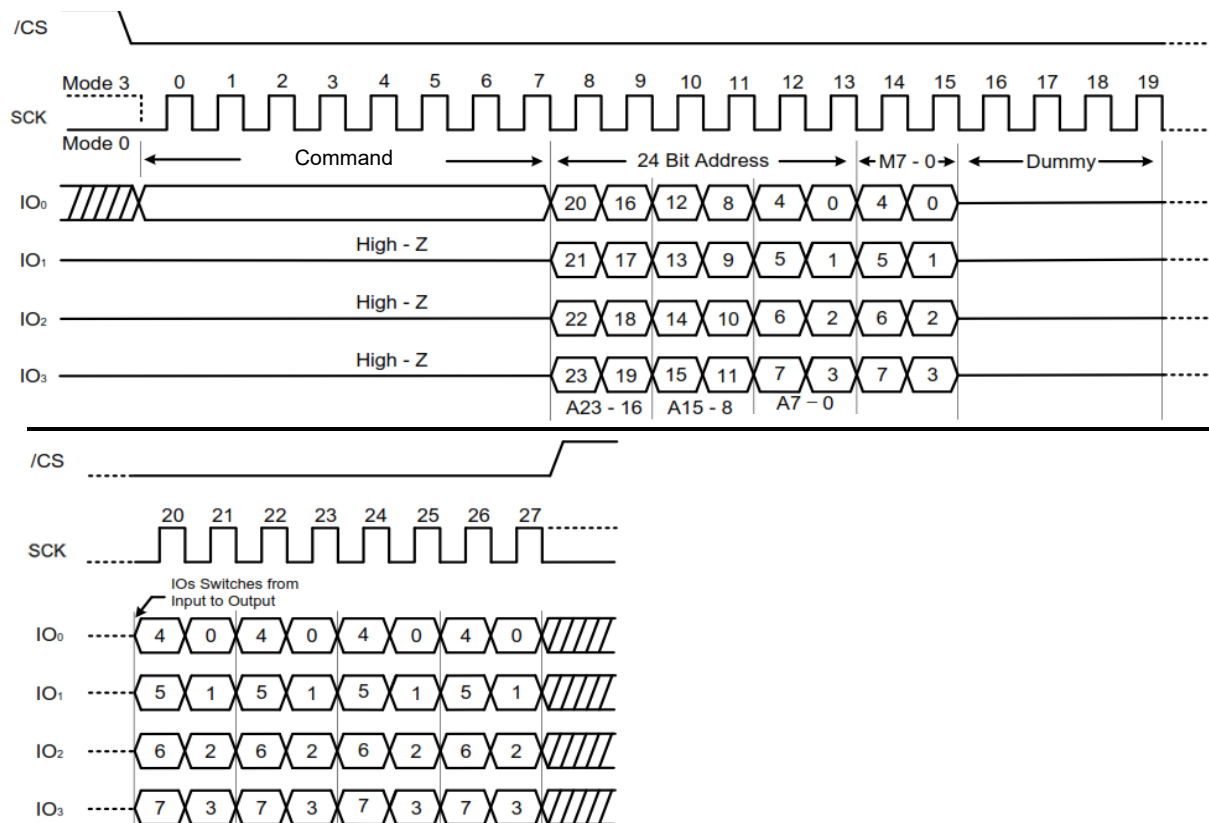 /CS
Mode 3 0 1 2 3 4 5 6 7 8 9 10 11 12 13 14 15 16 17 18 19
SCK
Mode 0
Command 24 Bit Address M7 - 0 Dummy
IO₀ 20 16 12 8 4 0 4 0
High - Z
IO₁ 21 17 13 9 5 1 5 1
High - Z
IO₂ 22 18 14 10 6 2 6 2
High - Z
IO₃ 23 19 15 11 7 3 7 3
A23 - 16 A15 - 8 A7 – 0
/CS
20 21 22 23 24 25 26 27
SCK
IOs Switches from
Input to Output
IO₀ 4 0 4 0 4 0 4 0
IO₁ 5 1 5 1 5 1 5 1
IO₂ 6 2 6 2 6 2 6 2
IO₃ 7 3 7 3 7 3 7 3